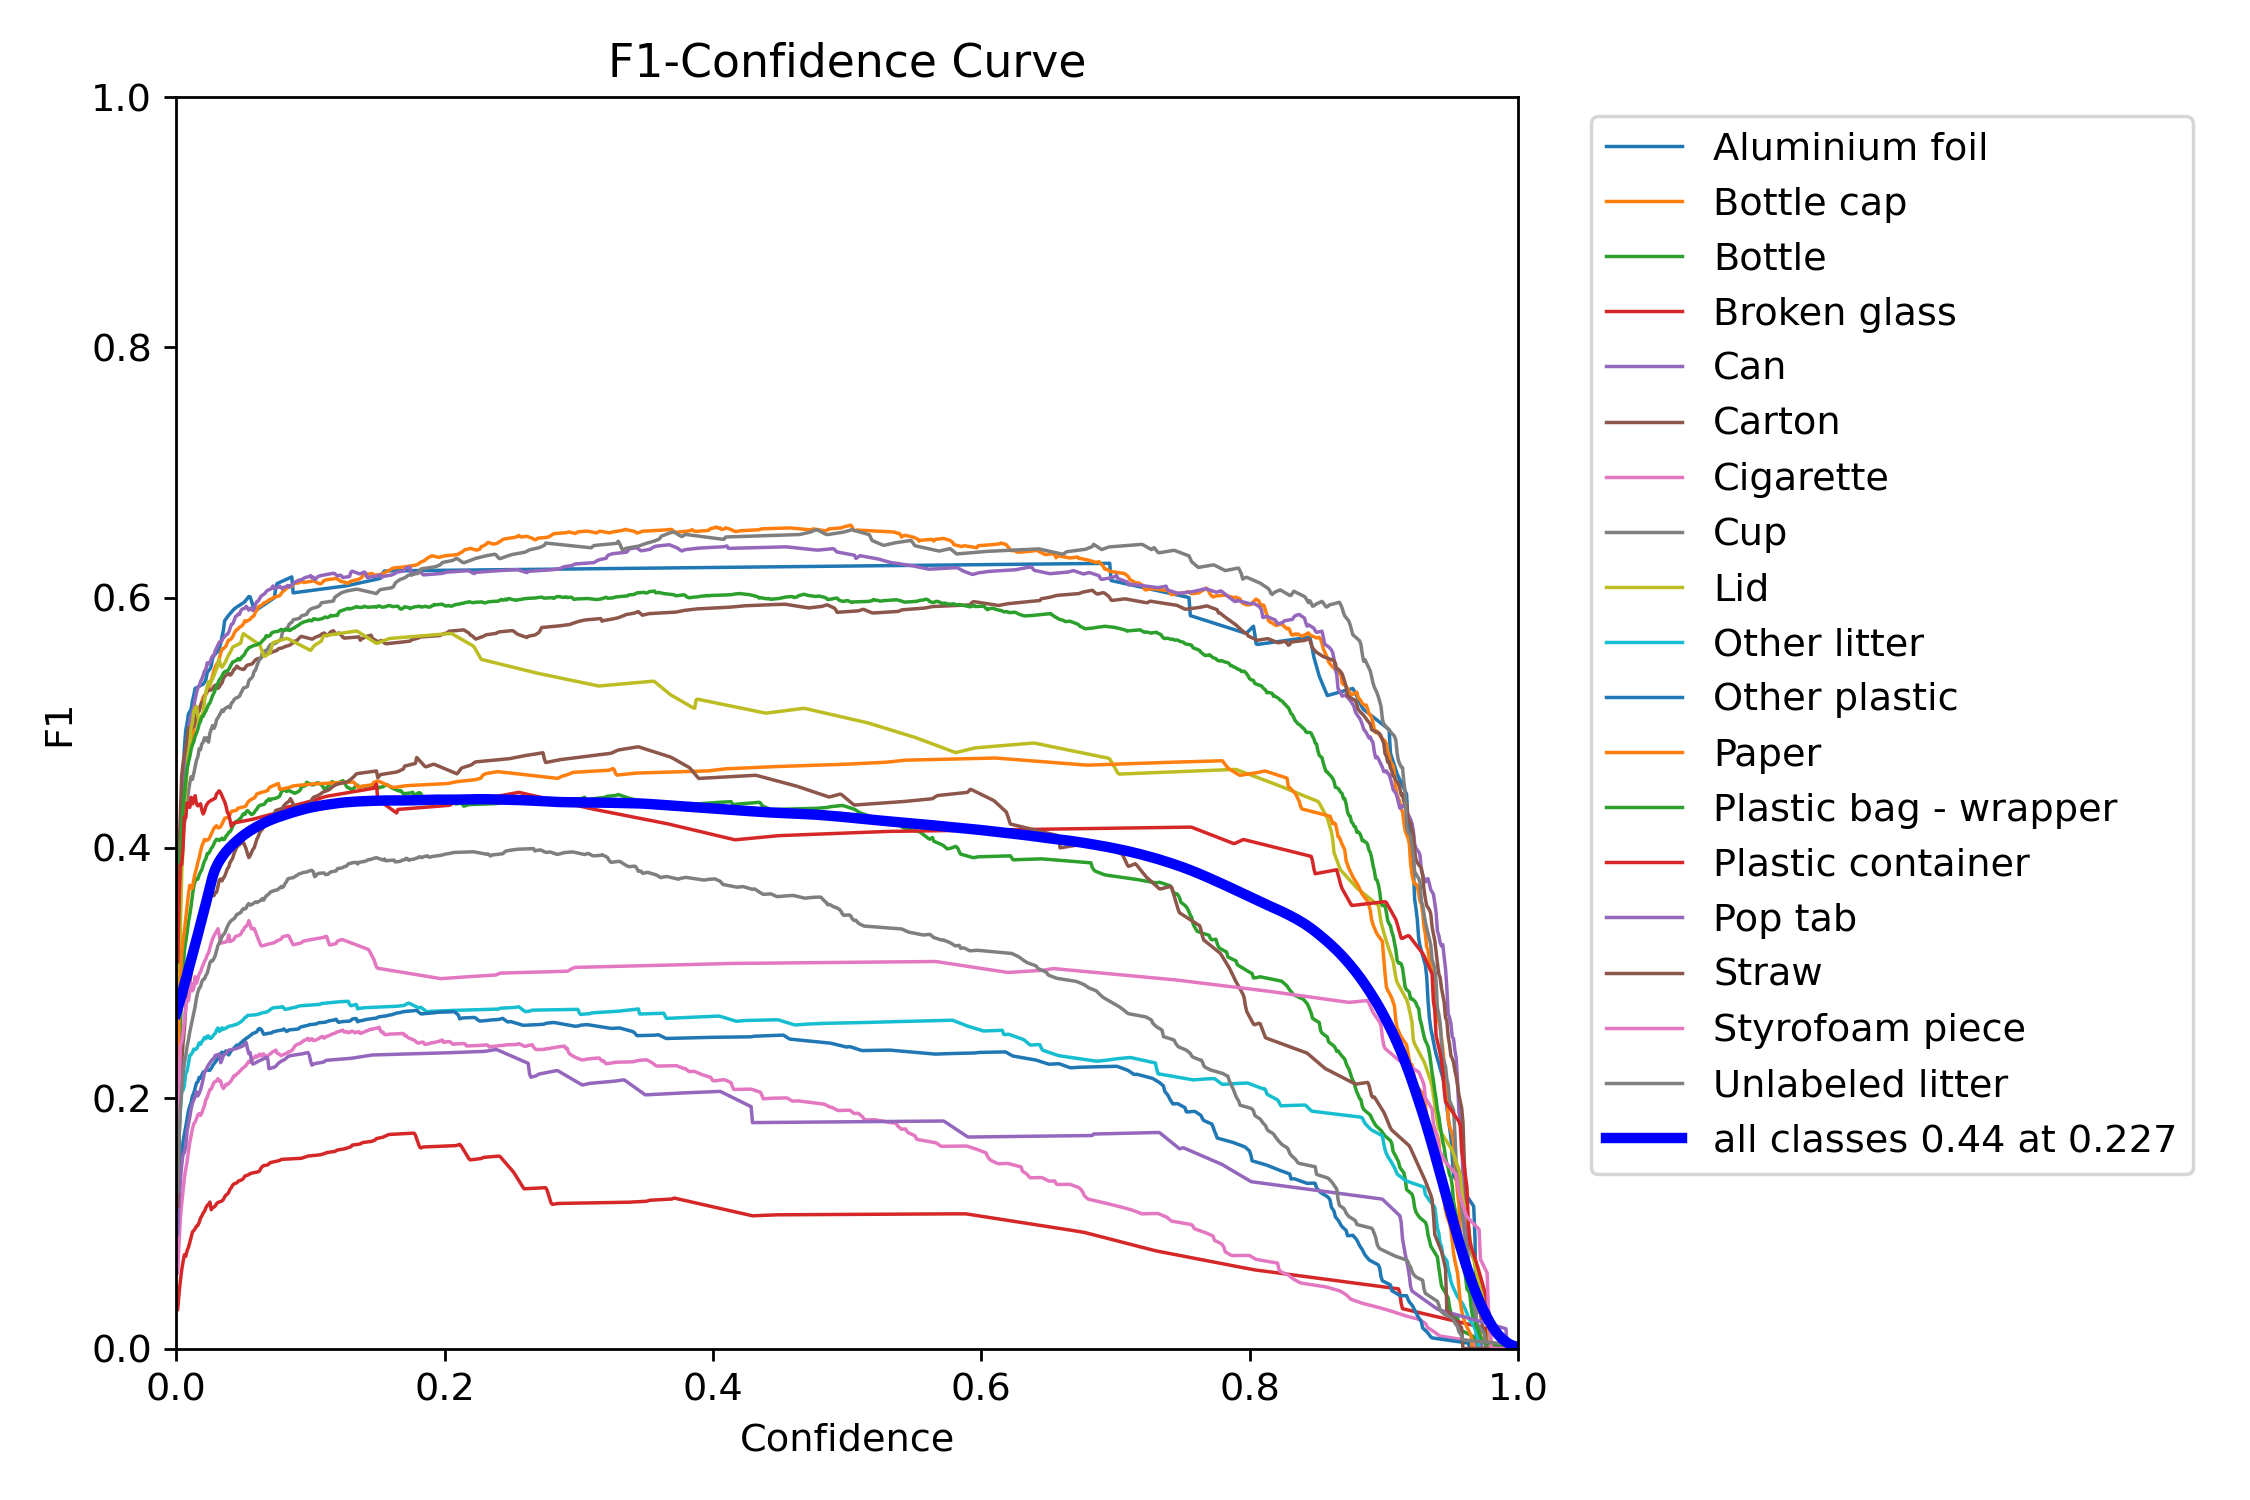 F1-Confidence Curve
1.0
0.8
0.6
0.4
0.2
0.0
F1
0.0 0.2 0.4 0.6 0.8 1.0
Confidence
Aluminium foil
Bottle cap
Bottle
Broken glass
Can
Carton
Cigarette
Cup
Lid
Other litter
Other plastic
Paper
Plastic bag - wrapper
Plastic container
Pop tab
Straw
Styrofoam piece
Unlabeled litter
all classes 0.44 at 0.227